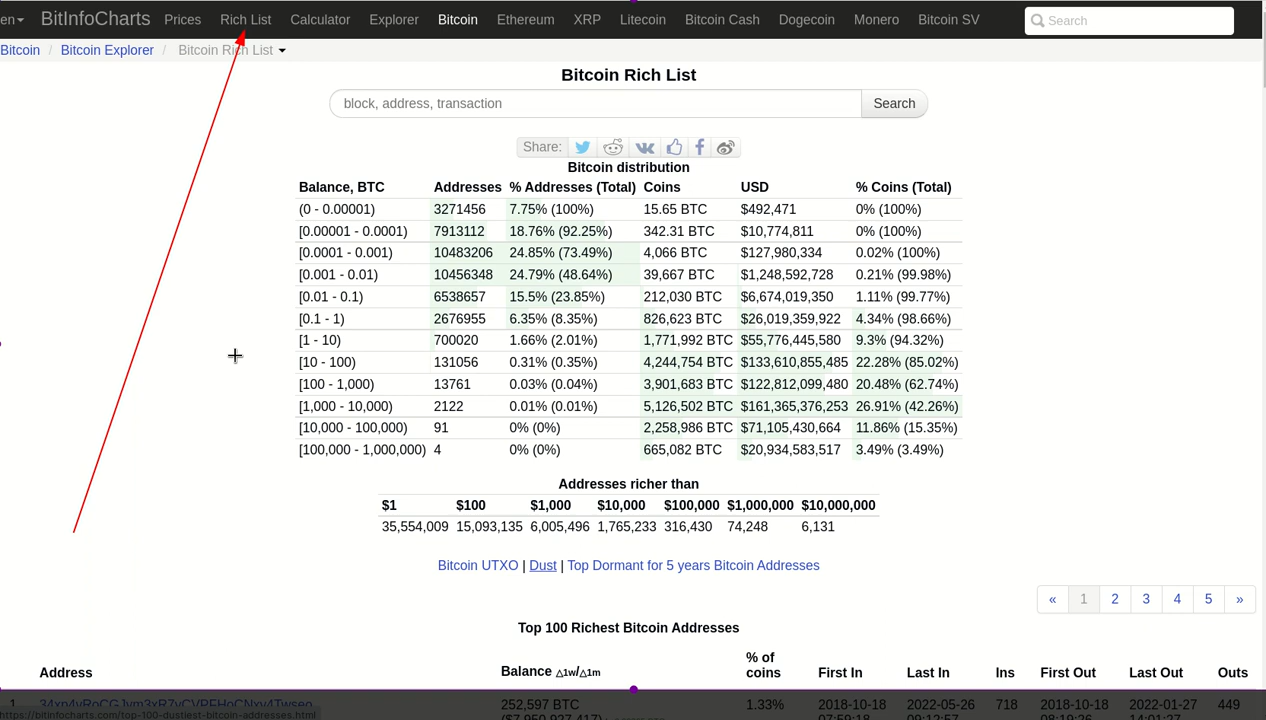 en BitInfoCharts Prices Rich List Calculator Explorer Bitcoin Ethereum XRP Litecoin Bitcoin Cash Dogecoin Monero Bitcoin SV Search
Bitcoin / Bitcoin Explorer / Bitcoin Rich List
Bitcoin Rich List
block, address, transaction Search
Share:
Bitcoin distribution
Balance, BTC Addresses % Addresses (Total) Coins USD % Coins (Total)
(0 - 0.00001) 3271456 7.75% (100%) 15.65 BTC $492,471 0% (100%)
[0.00001 - 0.0001) 7913112 18.76% (92.25%) 342.31 BTC $10,774,811 0% (100%)
[0.0001 - 0.001) 10483206 24.85% (73.49%) 4,066 BTC $127,980,334 0.02% (100%)
[0.001 - 0.01) 10456348 24.79% (48.64%) 39,667 BTC $1,248,592,728 0.21% (99.98%)
[0.01 - 0.1) 6538657 15.5% (23.85%) 212,030 BTC $6,674,019,350 1.11% (99.77%)
[0.1 - 1) 2676955 6.35% (8.35%) 826,623 BTC $26,019,359,922 4.34% (98.66%)
[1 - 10) 700020 1.66% (2.01%) 1,771,992 BTC $55,776,445,580 9.3% (94.32%)
[10 - 100) 131056 0.31% (0.35%) 4,244,754 BTC $133,610,855,485 22.28% (85.02%)
[100 - 1,000) 13761 0.03% (0.04%) 3,901,683 BTC $122,812,099,480 20.48% (62.74%)
[1,000 - 10,000) 2122 0.01% (0.01%) 5,126,502 BTC $161,365,376,253 26.91% (42.26%)
[10,000 - 100,000) 91 0% (0%) 2,258,986 BTC $71,105,430,664 11.86% (15.35%)
[100,000 - 1,000,000) 4 0% (0%) 665,082 BTC $20,934,583,517 3.49% (3.49%)
Addresses richer than
$1 $100 $1,000 $10,000 $100,000 $1,000,000 $10,000,000
35,554,009 15,093,135 6,005,496 1,765,233 316,430 74,248 6,131
Bitcoin UTXO | Dust | Top Dormant for 5 years Bitcoin Addresses
« 1 2 3 4 5 »
Top 100 Richest Bitcoin Addresses
Address Balance △1w/△1m % of coins First In Last In Ins First Out Last Out Outs
1 252,597 BTC 1.33% 2018-10-18 2022-05-26 718 2018-10-18 2022-01-27 449
https://bitinfocharts.com/top-100-dustiest-bitcoin-addresses.html